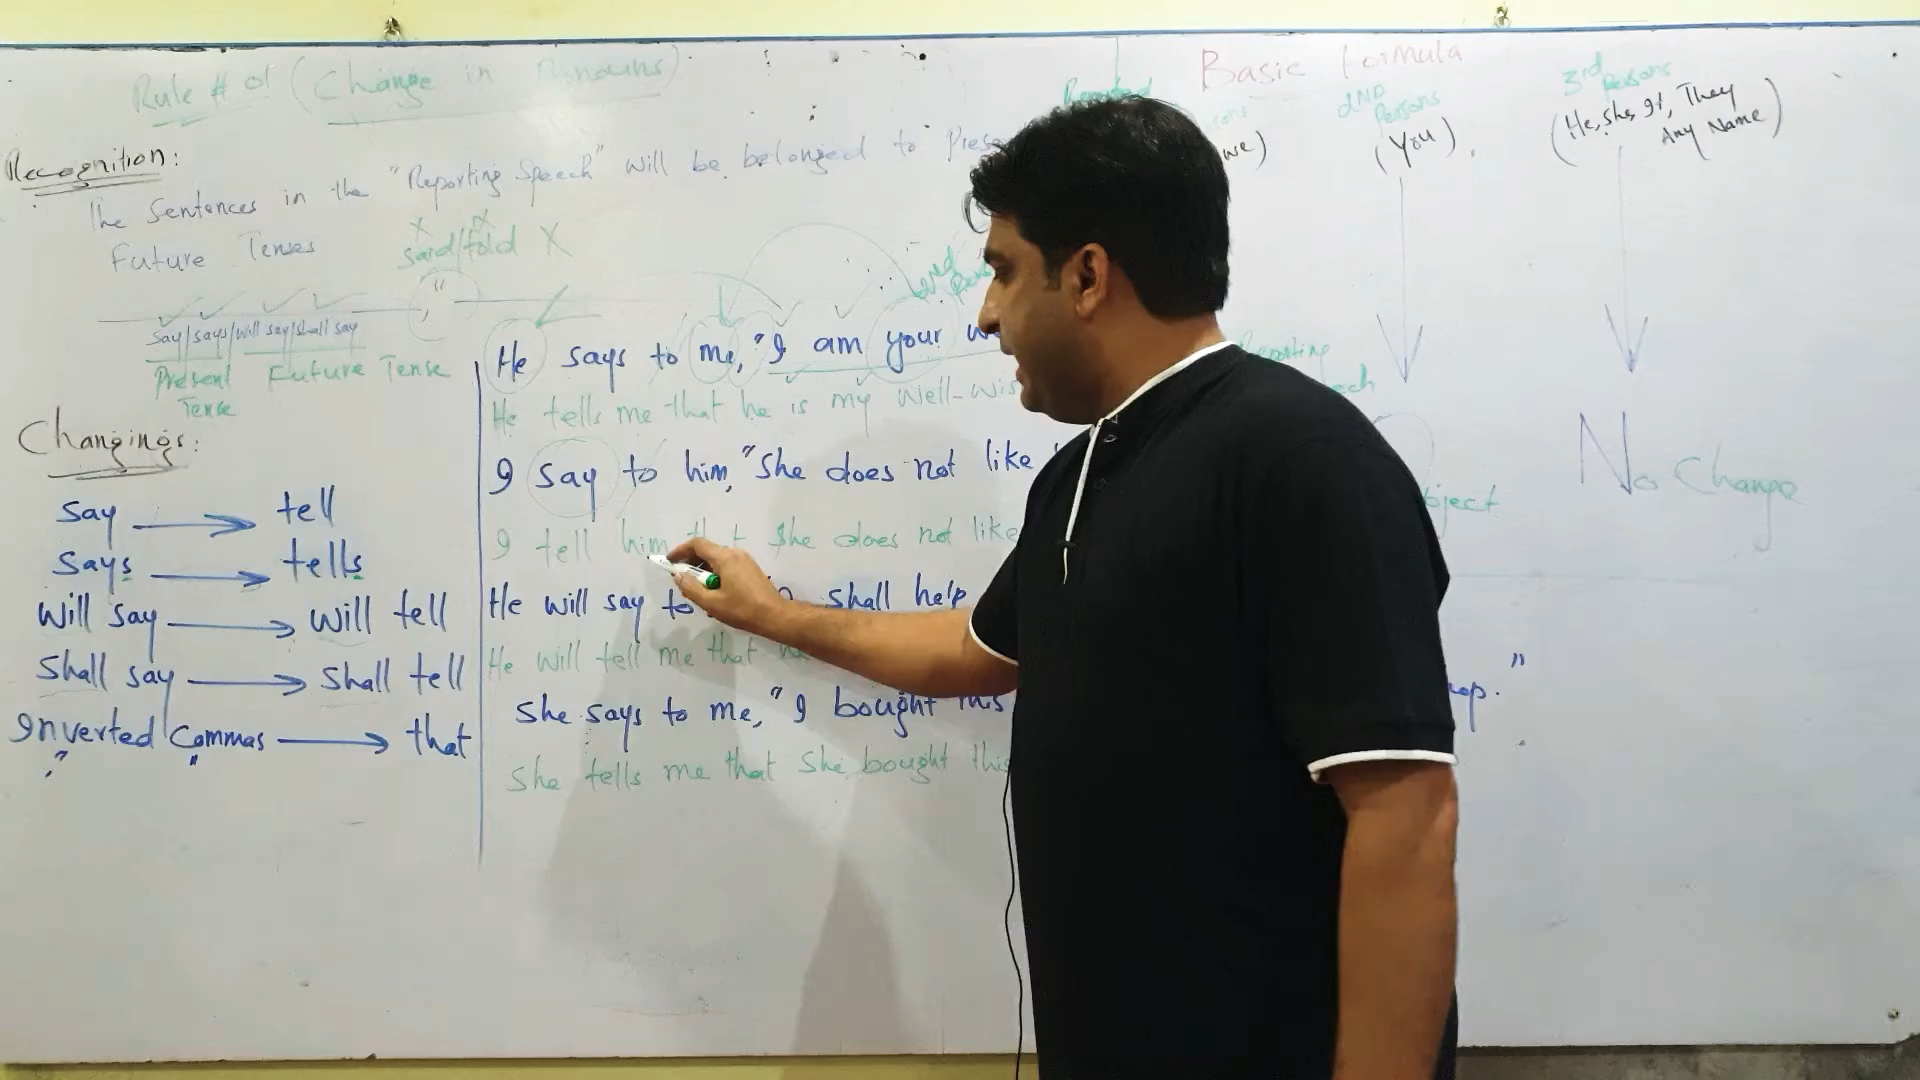 Rule # 01 (Change in Pronouns)
Recognition:
The Sentences in the "Reporting Speech" will be belonged to
Future Tenses
said/told X
Say/says/will say/shall say
Present Tense
Future Tense
Changings:
Say → tell
Says → tells
Will say → will tell
Shall say → shall tell
Inverted Commas → that
He says to me, "I am your
He tells me that he is my Well-wis
I say to him, "She does not like
I tell him that she does not like
He will say to shall help
He will tell me that
She says to me, "I bought this
She tells me that She bought this
Basic Formula
we)
2ND Persons
(You).
3rd Persons
(He, She, It, They
Any Name)
Reporting
bject
No Change